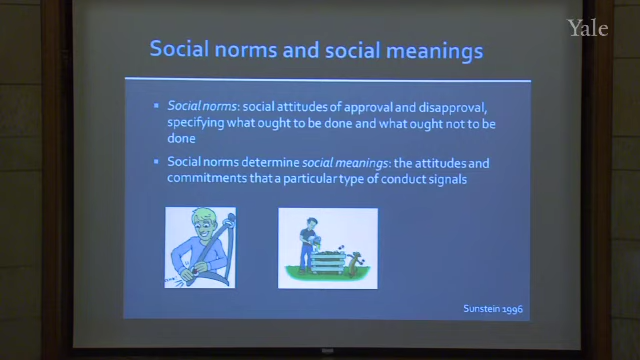 Yale
Social norms and social meanings
Social norms: social attitudes of approval and disapproval,
specifying what ought to be done and what ought not to be
done
Social norms determine social meanings: the attitudes and
commitments that a particular type of conduct signals
Sunstein 1996